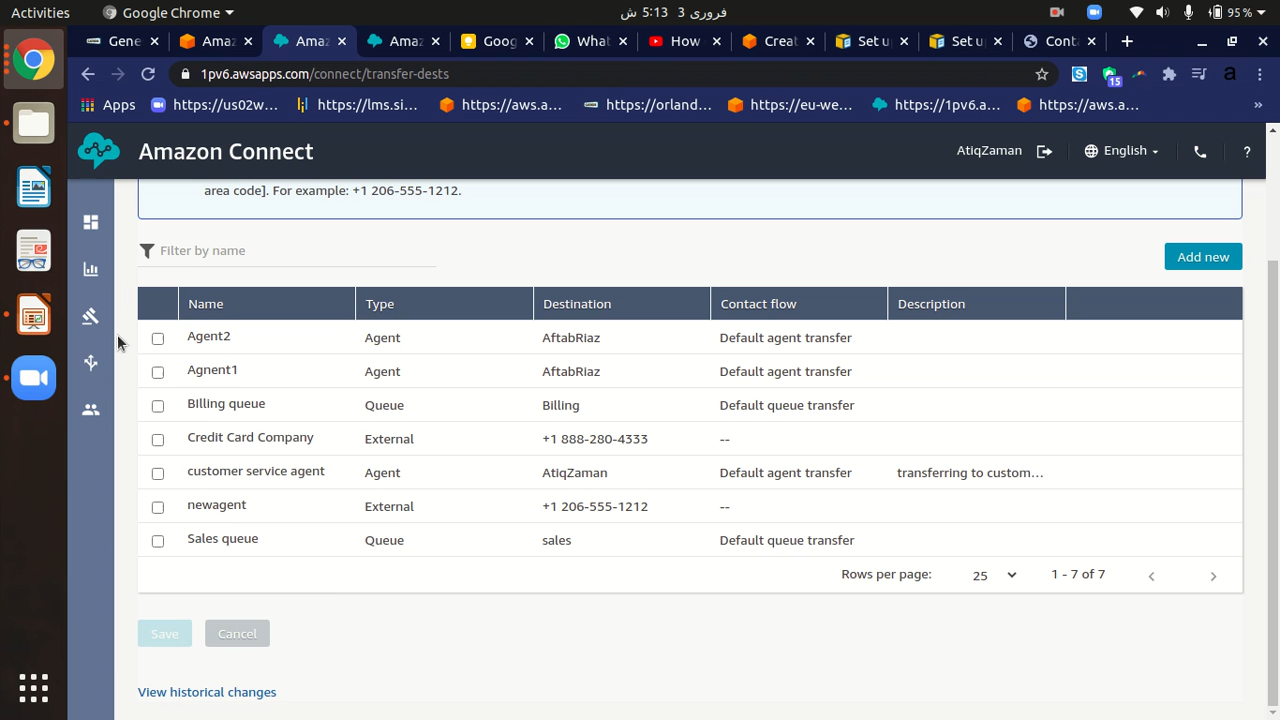 Activities Google Chrome فروری 3 5:13 ش 95 %
Gene Amaz Amaz Amaz Goog What How Creat Set u Set u Cont
1pv6.awsapps.com/connect/transfer-dests 15 a
Apps https://us02w... https://lms.si... https://aws.a... https://orland... https://eu-we... https://1pv6.a... https://aws.a... »
Amazon Connect AtiqZaman English ?
area code]. For example: +1 206-555-1212.
Filter by name Add new
Name Type Destination Contact flow Description
Agent2 Agent AftabRiaz Default agent transfer
Agnent1 Agent AftabRiaz Default agent transfer
BIlling queue Queue Billing Default queue transfer
Credit Card Company External +1 888-280-4333 --
customer service agent Agent AtiqZaman Default agent transfer transferring to custom...
newagent External +1 206-555-1212 --
Sales queue Queue sales Default queue transfer
Rows per page: 25 1 - 7 of 7
Save Cancel
View historical changes